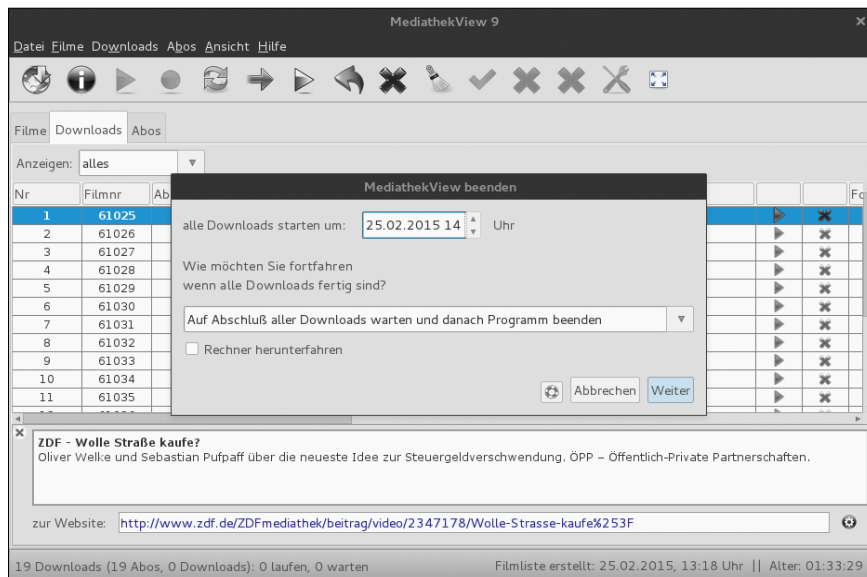 MediathekView 9
Datei Filme Downloads Abos Ansicht Hilfe
Filme Downloads Abos
Anzeigen: alles
Nr Filmnr Ab Fo
MediathekView beenden
1 61025
alle Downloads starten um: 25.02.2015 14 Uhr
2 61026
3 61027
Wie möchten Sie fortfahren
4 61028
wenn alle Downloads fertig sind?
5 61029
6 61030
Auf Abschluß aller Downloads warten und danach Programm beenden
7 61031
8 61032
Rechner herunterfahren
9 61033
10 61034
Abbrechen Weiter
11 61035
ZDF - Wolle Straße kaufe?
Oliver Welke und Sebastian Pufpaff über die neueste Idee zur Steuergeldverschwendung. ÖPP – Öffentlich-Private Partnerschaften.
zur Website: http://www.zdf.de/ZDFmediathek/beitrag/video/2347178/Wolle-Strasse-kaufe%253F
19 Downloads (19 Abos, 0 Downloads): 0 laufen, 0 warten Filmliste erstellt: 25.02.2015, 13:18 Uhr || Alter: 01:33:29